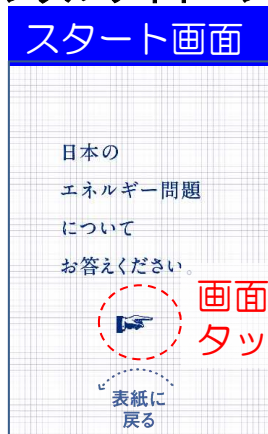 スタート画面
日本の
エネルギー問題
について
お答えください。
画面
タッ
表紙に
戻る